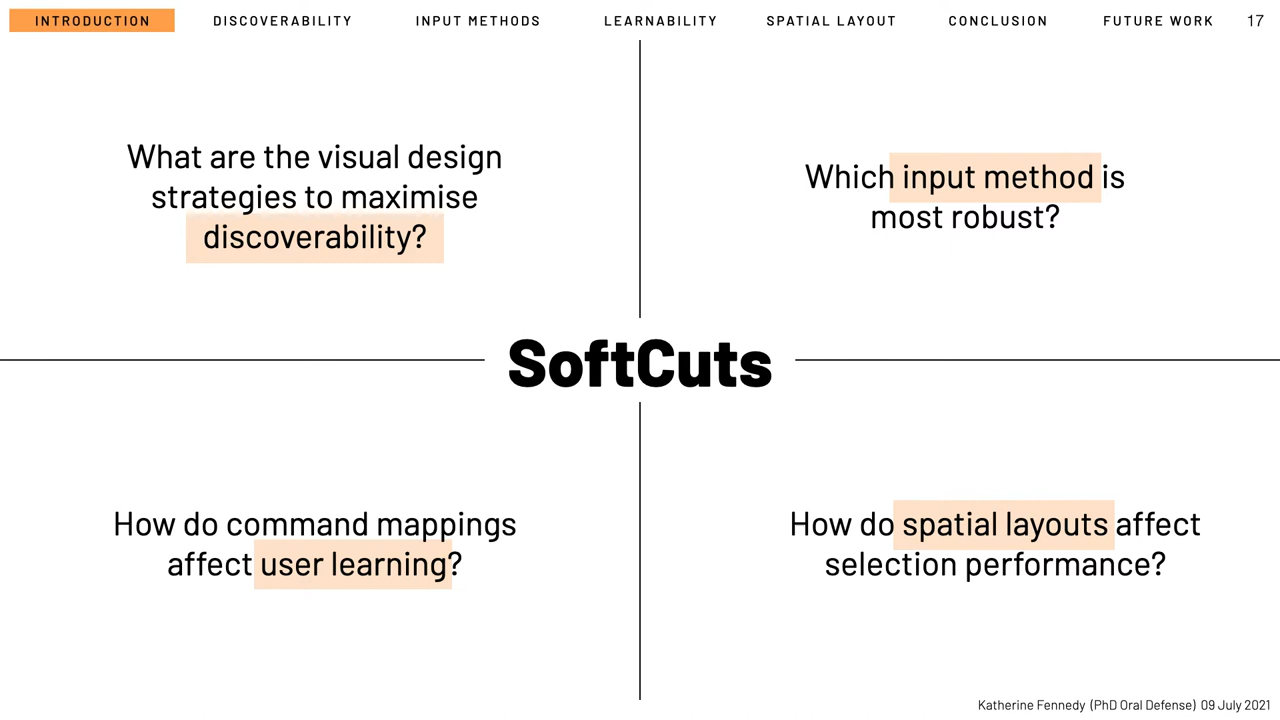 INTRODUCTION DISCOVERABILITY INPUT METHODS LEARNABILITY SPATIAL LAYOUT CONCLUSION FUTURE WORK 17
What are the visual design
strategies to maximise
discoverability?
Which input method is
most robust?
SoftCuts
How do command mappings
affect user learning?
How do spatial layouts affect
selection performance?
Katherine Fennedy (PhD Oral Defense) 09 July 2021